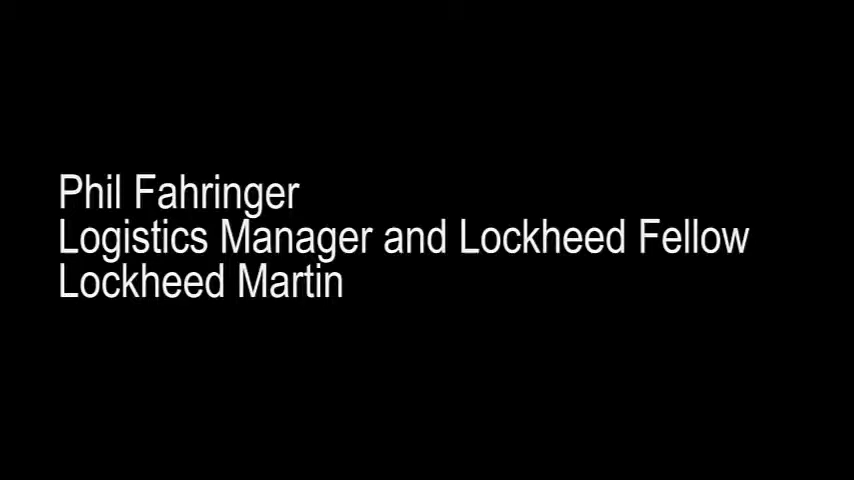 Phil Fahringer
Logistics Manager and Lockheed Fellow
Lockheed Martin